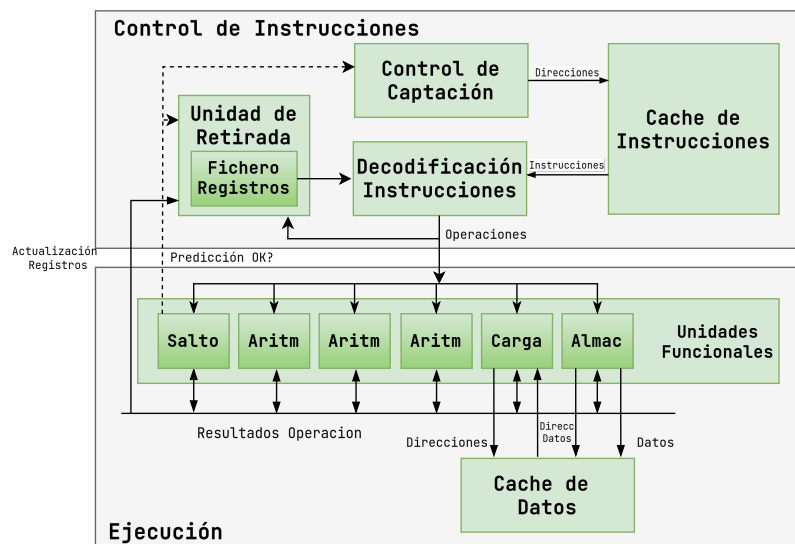 Control de Instrucciones
Control de
Captación
Direcciones
Cache de
Instrucciones
Unidad de
Retirada
Fichero
Registros
Decodificación
Instrucciones
Instrucciones
Operaciones
Actualización
Registros
Predicción OK?
Salto
Aritm
Aritm
Aritm
Carga
Almac
Unidades
Funcionales
Resultados Operacion
Direcciones
Direcc
Datos
Datos
Cache de
Datos
Ejecución